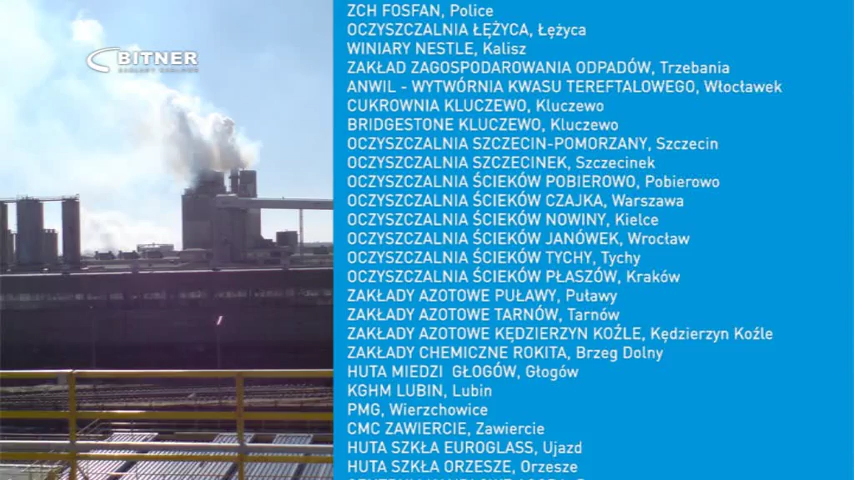 BITNER
ZAKŁADY KABLOWE
ZCH FOSFAN, Police
OCZYSZCZALNIA ŁĘŻYCA, Łężyca
WINIARY NESTLE, Kalisz
ZAKŁAD ZAGOSPODAROWANIA ODPADÓW, Trzebania
ANWIL - WYTWÓRNIA KWASU TEREFTALOWEGO, Włocławek
CUKROWNIA KLUCZEWO, Kluczewo
BRIDGESTONE KLUCZEWO, Kluczewo
OCZYSZCZALNIA SZCZECIN-POMORZANY, Szczecin
OCZYSZCZALNIA SZCZECINEK, Szczecinek
OCZYSZCZALNIA ŚCIEKÓW POBIEROWO, Pobierowo
OCZYSZCZALNIA ŚCIEKÓW CZAJKA, Warszawa
OCZYSZCZALNIA ŚCIEKÓW NOWINY, Kielce
OCZYSZCZALNIA ŚCIEKÓW JANÓWEK, Wrocław
OCZYSZCZALNIA ŚCIEKÓW TYCHY, Tychy
OCZYSZCZALNIA ŚCIEKÓW PŁASZÓW, Kraków
ZAKŁADY AZOTOWE PUŁAWY, Puławy
ZAKŁADY AZOTOWE TARNÓW, Tarnów
ZAKŁADY AZOTOWE KĘDZIERZYN KOŹLE, Kędzierzyn Koźle
ZAKŁADY CHEMICZNE ROKITA, Brzeg Dolny
HUTA MIEDZI GŁOGÓW, Głogów
KGHM LUBIN, Lubin
PMG, Wierzchowice
CMC ZAWIERCIE, Zawiercie
HUTA SZKŁA EUROGLASS, Ujazd
HUTA SZKŁA ORZESZE, Orzesze